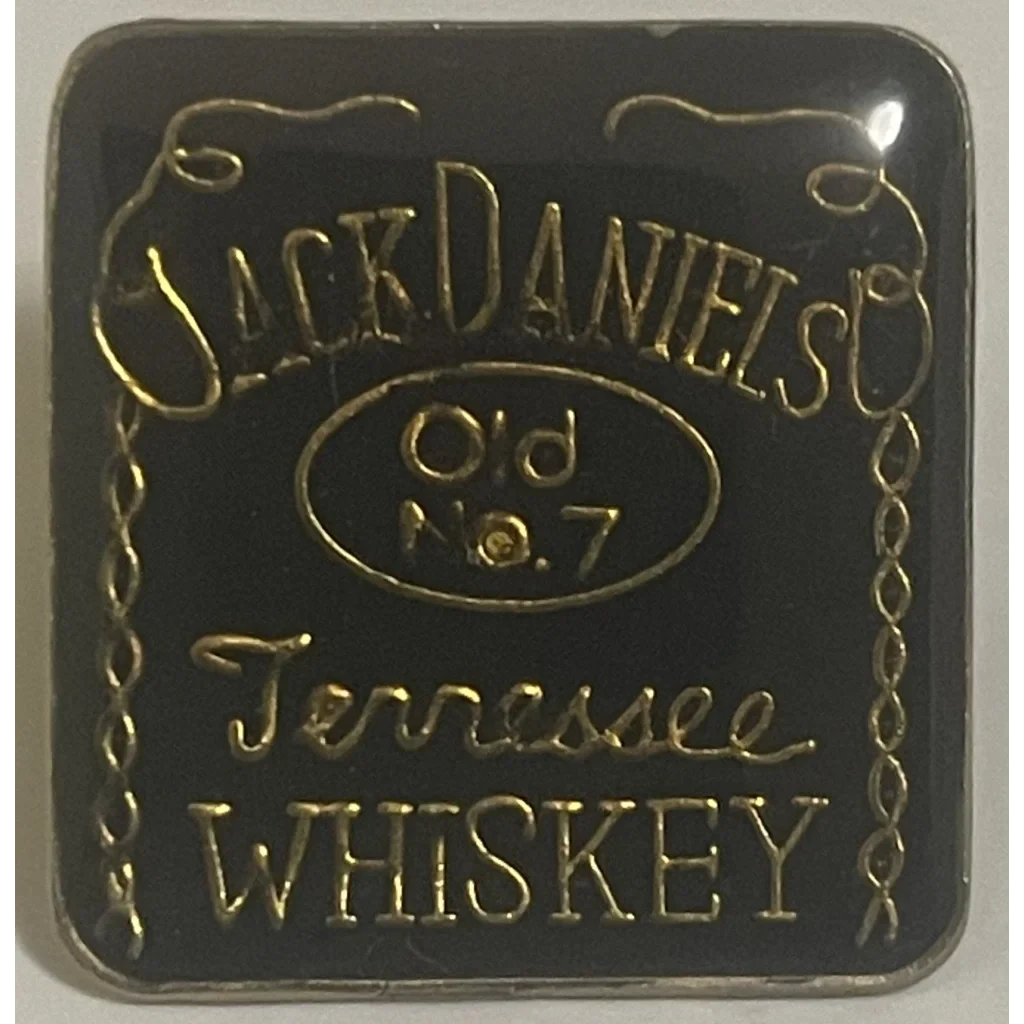 JACK DANIELS
Old
No.7
Tennessee
WHISKEY